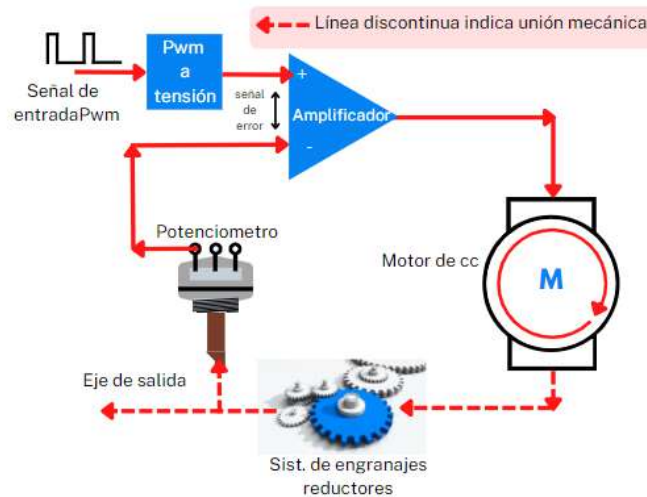 Línea discontinua indica unión mecánica
Pwm
a
tensión
Señal de
entradaPwm
+
señal
de
error
Amplificador
-
Potenciometro
Motor de cc
M
Eje de salida
Sist. de engranajes
reductores